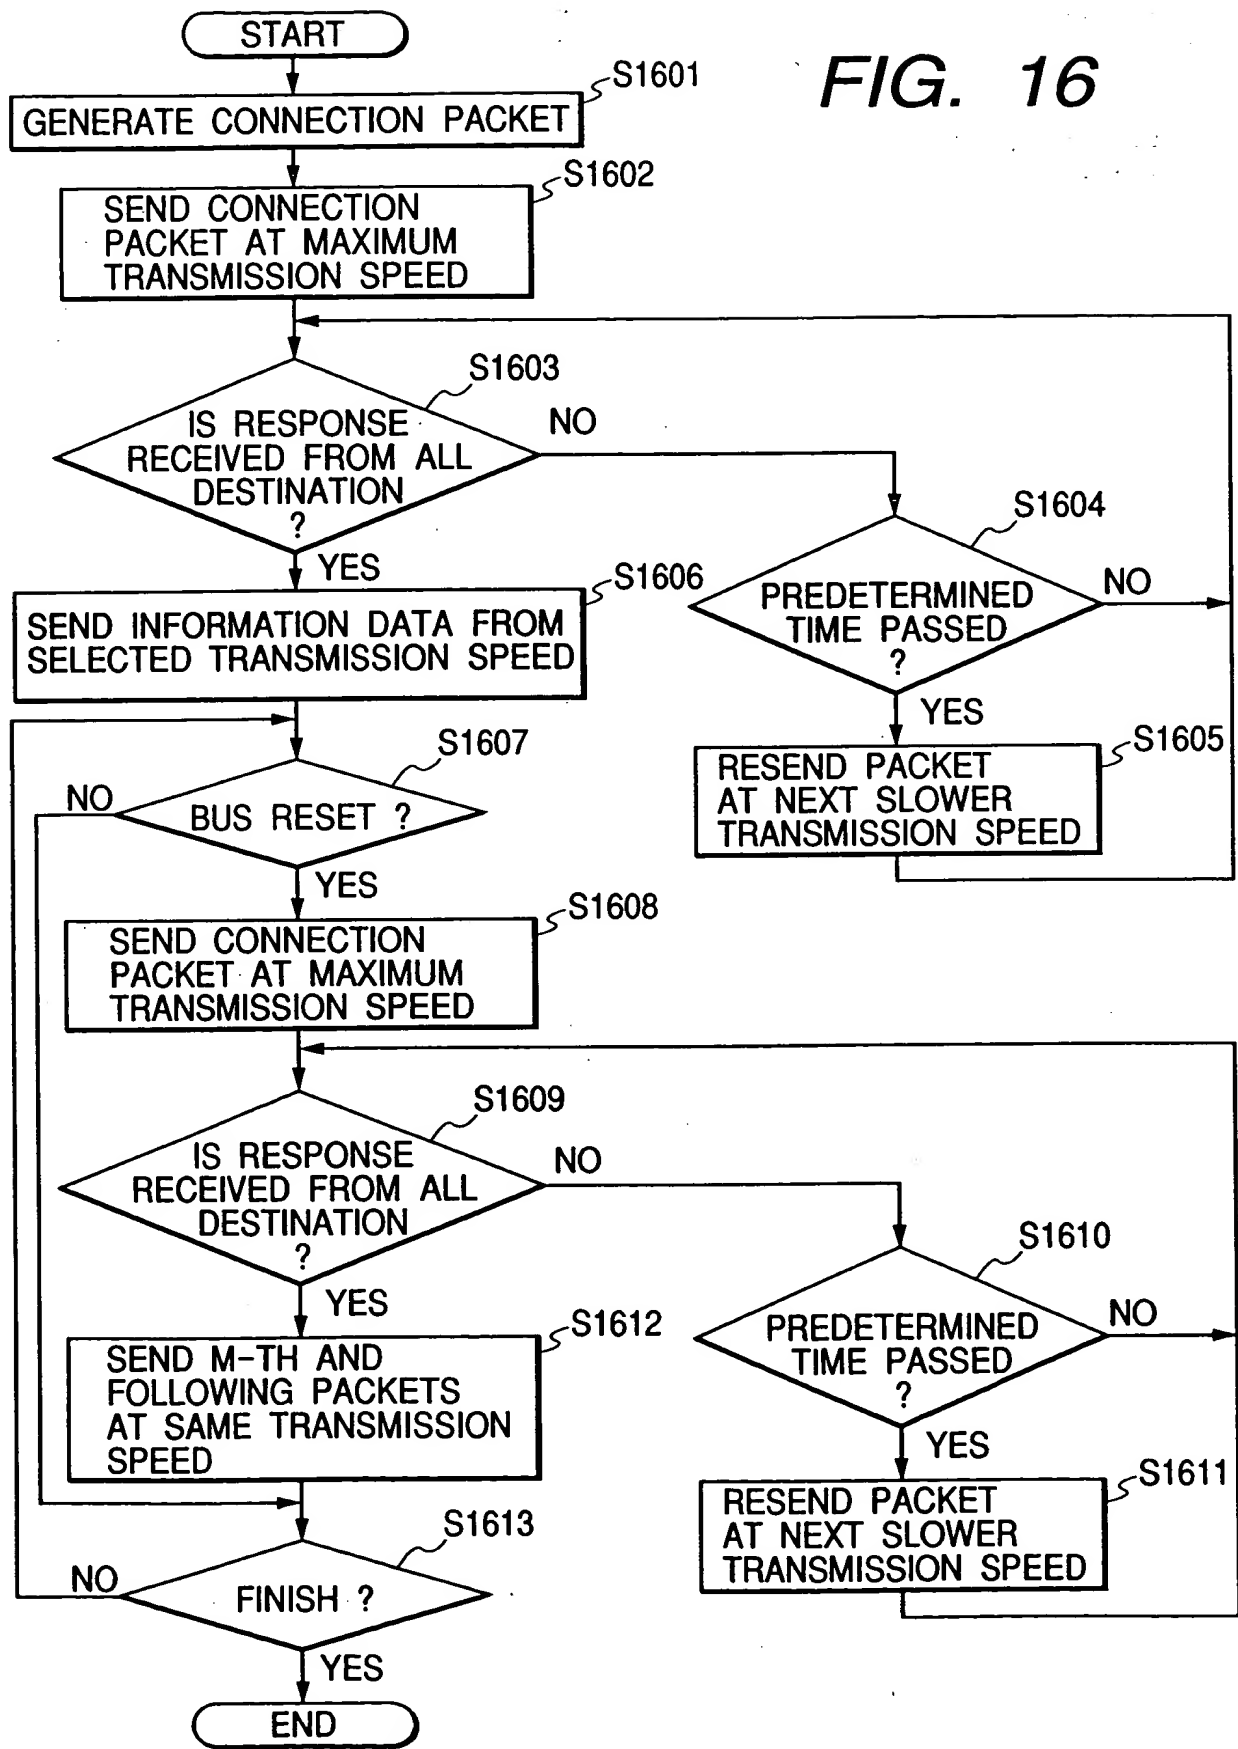 START
FIG. 16
S1601
GENERATE CONNECTION PACKET
S1602
SEND CONNECTION
PACKET AT MAXIMUM
TRANSMISSION SPEED
S1603
IS RESPONSE
RECEIVED FROM ALL
DESTINATION
?
NO
YES
S1604
PREDETERMINED
TIME PASSED
?
NO
YES
S1605
RESEND PACKET
AT NEXT SLOWER
TRANSMISSION SPEED
S1606
SEND INFORMATION DATA FROM
SELECTED TRANSMISSION SPEED
S1607
BUS RESET ?
NO
YES
S1608
SEND CONNECTION
PACKET AT MAXIMUM
TRANSMISSION SPEED
S1609
IS RESPONSE
RECEIVED FROM ALL
DESTINATION
?
NO
YES
S1610
PREDETERMINED
TIME PASSED
?
NO
YES
S1611
RESEND PACKET
AT NEXT SLOWER
TRANSMISSION SPEED
S1612
SEND M-TH AND
FOLLOWING PACKETS
AT SAME TRANSMISSION
SPEED
S1613
FINISH ?
NO
YES
END